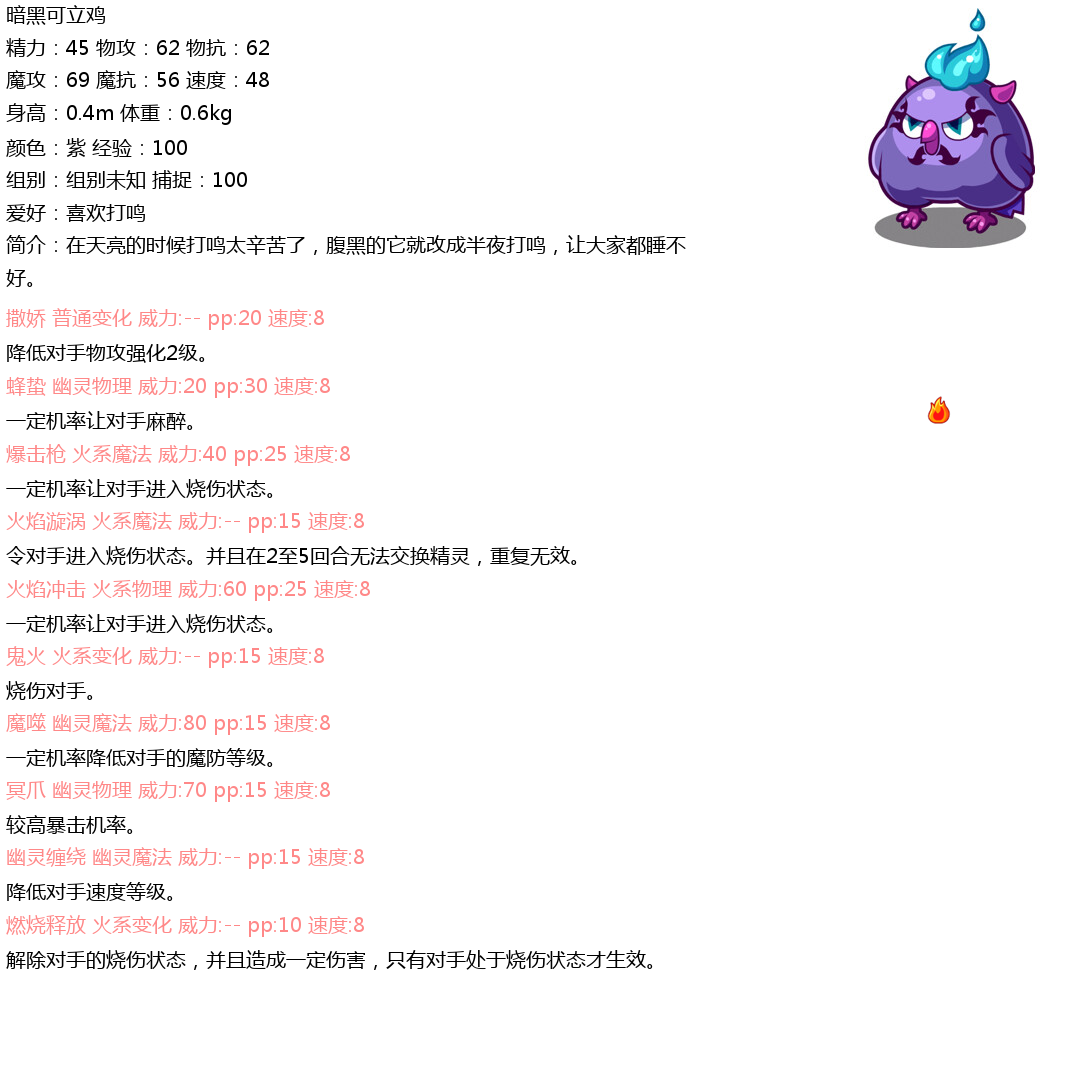 暗黑可立鸡
精力：45 物攻：62 物抗：62
魔攻：69 魔抗：56 速度：48
身高：0.4m 体重：0.6kg
颜色：紫 经验：100
组别：组别未知 捕捉：100
爱好：喜欢打鸣
简介：在天亮的时候打鸣太辛苦了，腹黑的它就改成半夜打鸣，让大家都睡不
好。
撒娇 普通变化 威力:-- pp:20 速度:8
降低对手物攻强化2级。
蜂蛰 幽灵物理 威力:20 pp:30 速度:8
一定机率让对手麻醉。
爆击枪 火系魔法 威力:40 pp:25 速度:8
一定机率让对手进入烧伤状态。
火焰漩涡 火系魔法 威力:-- pp:15 速度:8
令对手进入烧伤状态。并且在2至5回合无法交换精灵，重复无效。
火焰冲击 火系物理 威力:60 pp:25 速度:8
一定机率让对手进入烧伤状态。
鬼火 火系变化 威力:-- pp:15 速度:8
烧伤对手。
魔噬 幽灵魔法 威力:80 pp:15 速度:8
一定机率降低对手的魔防等级。
冥爪 幽灵物理 威力:70 pp:15 速度:8
较高暴击机率。
幽灵缠绕 幽灵魔法 威力:-- pp:15 速度:8
降低对手速度等级。
燃烧释放 火系变化 威力:-- pp:10 速度:8
解除对手的烧伤状态，并且造成一定伤害，只有对手处于烧伤状态才生效。